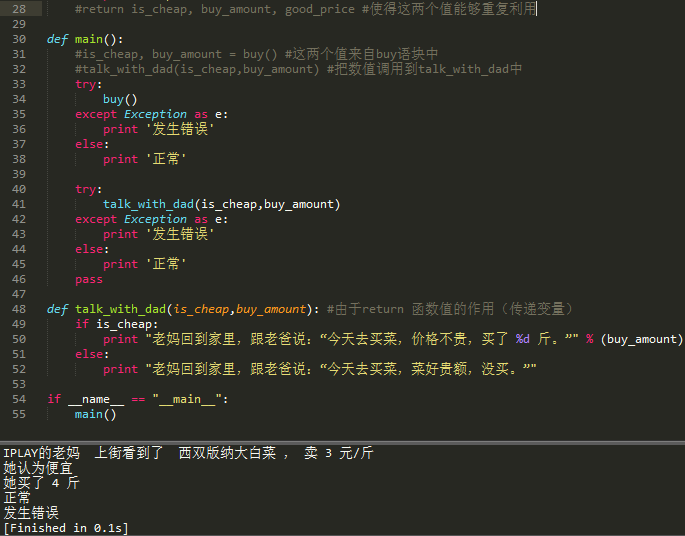 28 #return is_cheap, buy_amount, good_price #使得这两个值能够重复利用
29
30 def main():
31 #is_cheap, buy_amount = buy() #这两个值来自buy语块中
32 #talk_with_dad(is_cheap,buy_amount) #把数值调用到talk_with_dad中
33 try:
34 buy()
35 except Exception as e:
36 print '发生错误'
37 else:
38 print '正常'
39
40 try:
41 talk_with_dad(is_cheap,buy_amount)
42 except Exception as e:
43 print '发生错误'
44 else:
45 print '正常'
46 pass
47
48 def talk_with_dad(is_cheap,buy_amount): #由于return 函数值的作用（传递变量）
49 if is_cheap:
50 print "老妈回到家里，跟老爸说：“今天去买菜，价格不贵，买了 %d 斤。”" % (buy_amount)
51 else:
52 print "老妈回到家里，跟老爸说：“今天去买菜，菜好贵额，没买。”"
53
54 if __name__ == "__main__":
55 main()
IPLAY的老妈 上街看到了 西双版纳大白菜 ， 卖 3 元/斤
她认为便宜
她买了 4 斤
正常
发生错误
[Finished in 0.1s]